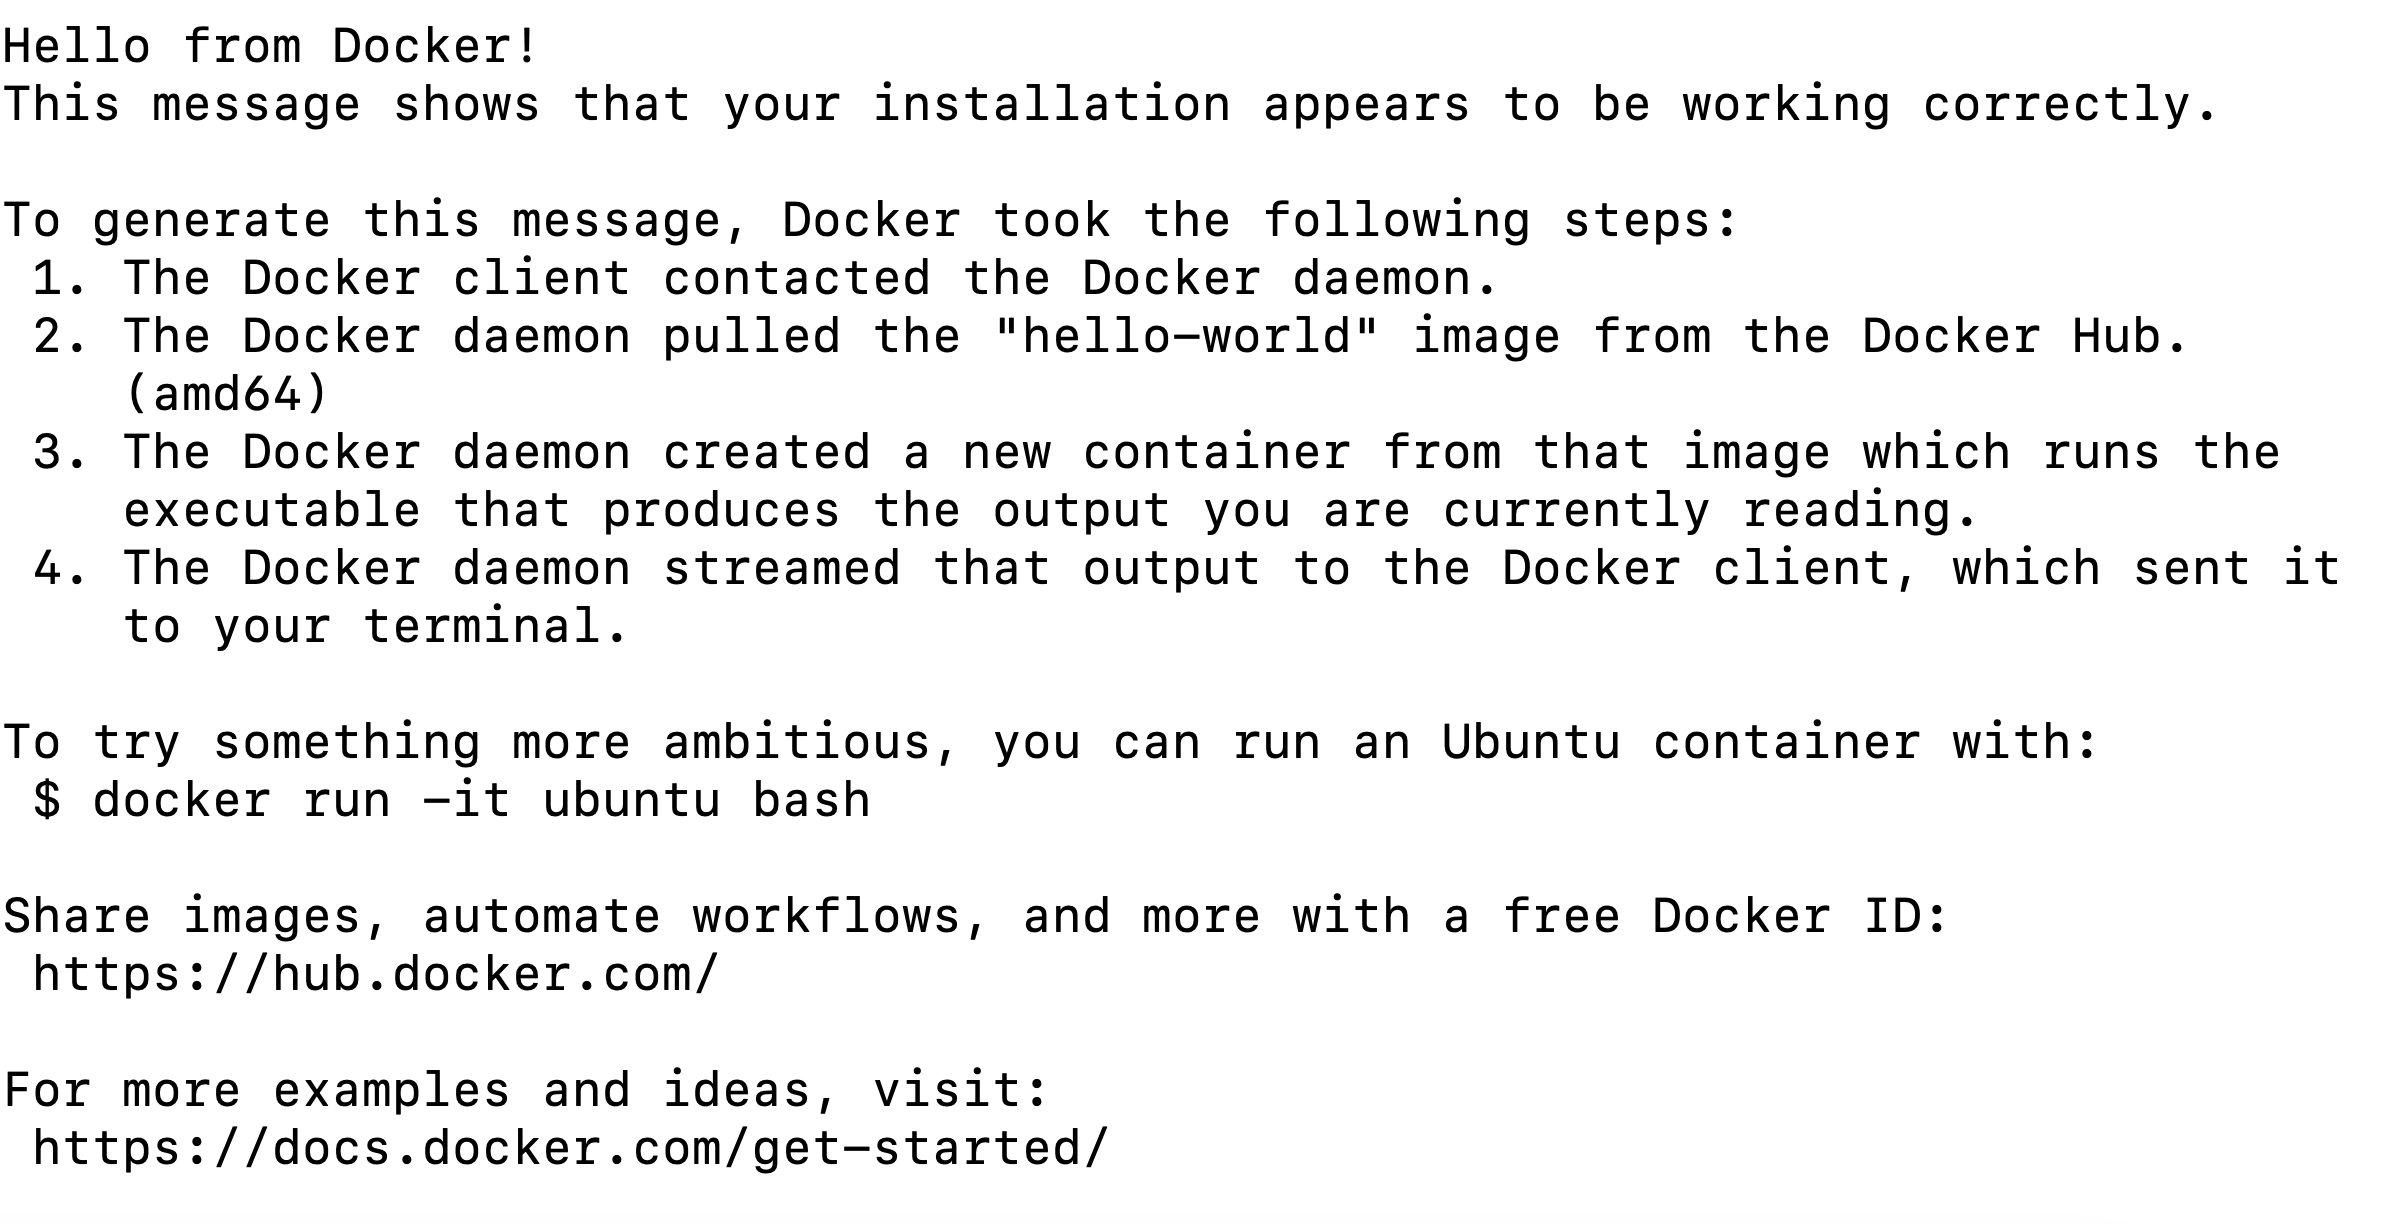 Hello from Docker!
This message shows that your installation appears to be working correctly.

To generate this message, Docker took the following steps:
 1. The Docker client contacted the Docker daemon.
 2. The Docker daemon pulled the "hello-world" image from the Docker Hub.
    (amd64)
 3. The Docker daemon created a new container from that image which runs the
    executable that produces the output you are currently reading.
 4. The Docker daemon streamed that output to the Docker client, which sent it
    to your terminal.

To try something more ambitious, you can run an Ubuntu container with:
 $ docker run -it ubuntu bash

Share images, automate workflows, and more with a free Docker ID:
 https://hub.docker.com/

For more examples and ideas, visit:
 https://docs.docker.com/get-started/